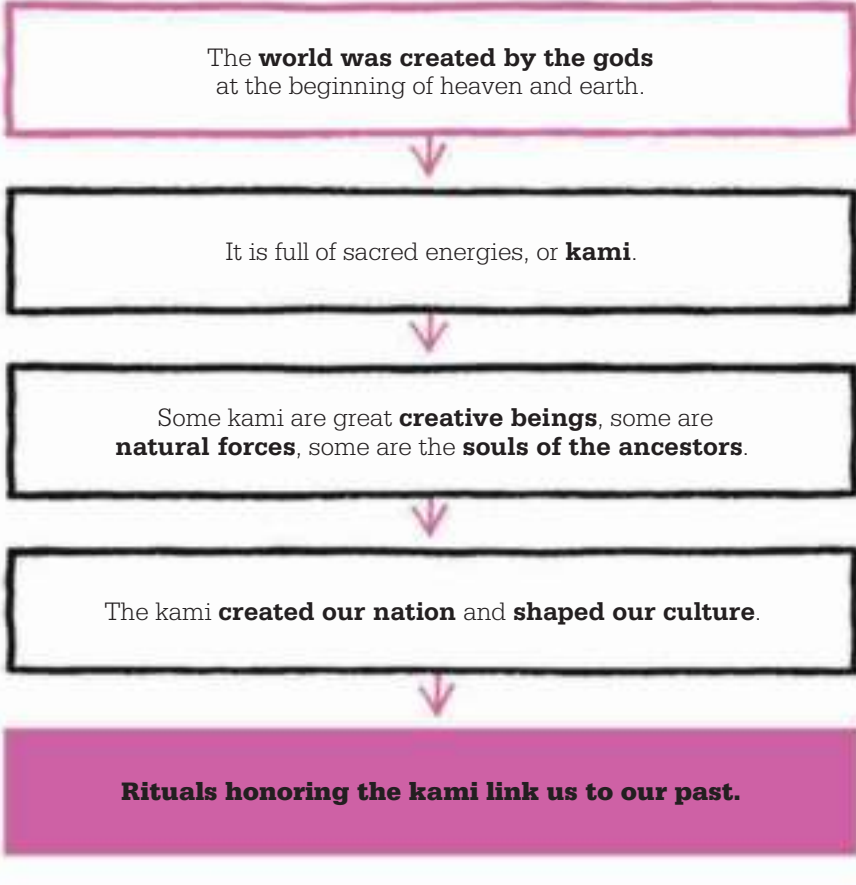 The world was created by the gods
at the beginning of heaven and earth.
It is full of sacred energies, or kami.
Some kami are great creative beings, some are
natural forces, some are the souls of the ancestors.
The kami created our nation and shaped our culture.
Rituals honoring the kami link us to our past.